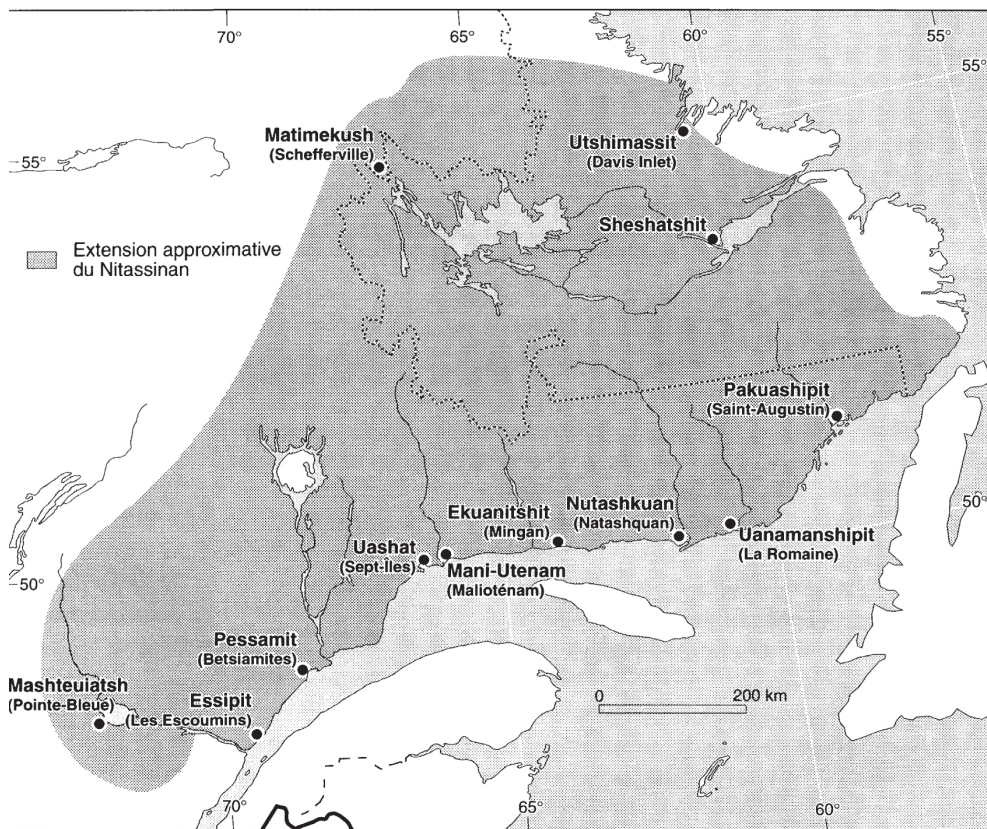 70°
65°
60°
55°
55°
Matimekush
(Schefferville)
Utshimassit
(Davis Inlet)
55°
Sheshatshit
Extension approximative
du Nitassinan
Pakuashipit
(Saint-Augustin)
50°
Ekuanitshit
(Mingan)
Nutashkuan
(Natashquan)
Uanamanshipit
(La Romaine)
Uashat
(Sept-Îles)
Mani-Utenam
(Malioténam)
50°
Pessamit
(Betsiamites)
Mashteuiatsh
(Pointe-Bleue)
Essipit
(Les Escoumins)
0 200 km
70°
65°
60°